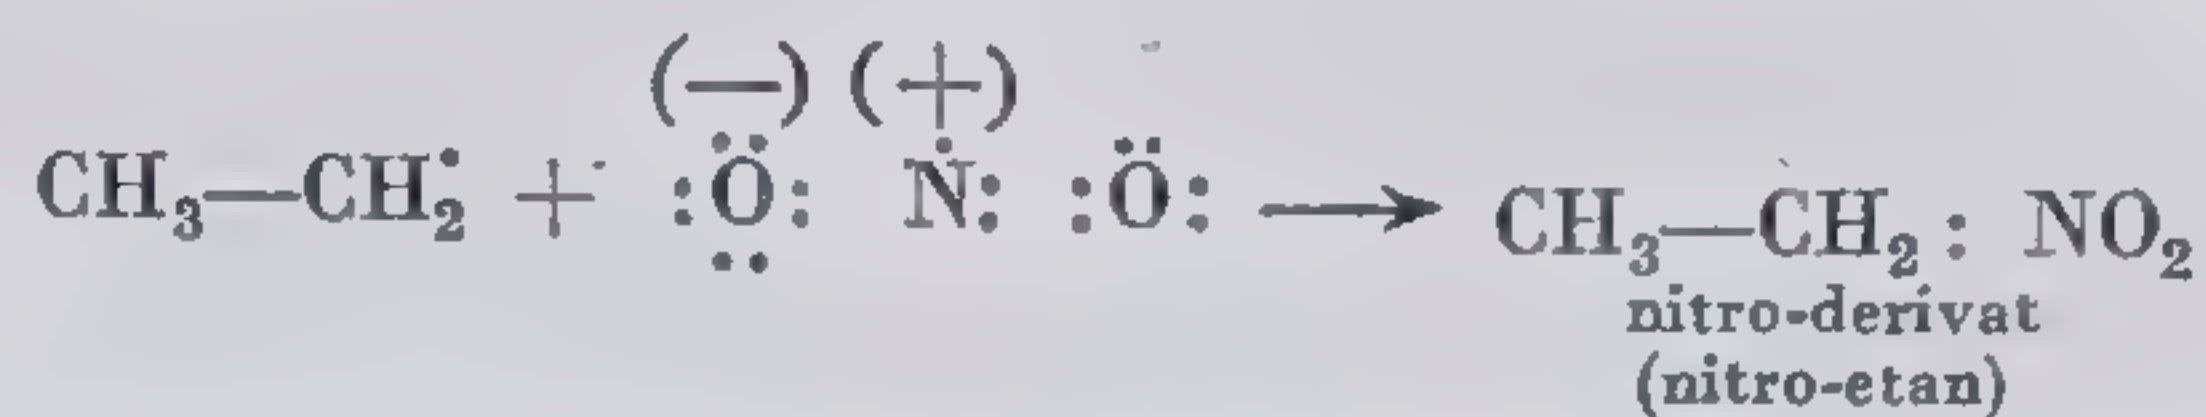 (—) (+)
CH₃—CH₂˙ + :Ö: Ṅ: :Ö: → CH₃—CH₂ : NO₂
nitro-derivat
(nitro-etan)